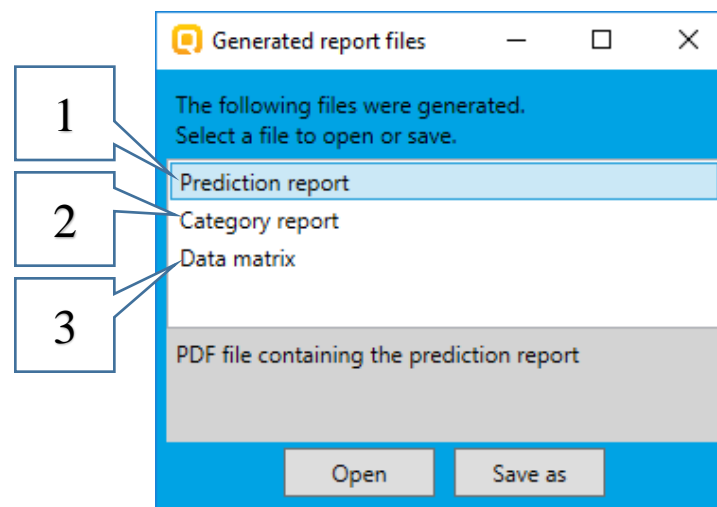 Generated report files
1
The following files were generated.
Select a file to open or save.
Prediction report
2
Category report
Data matrix
3
PDF file containing the prediction report
Open
Save as